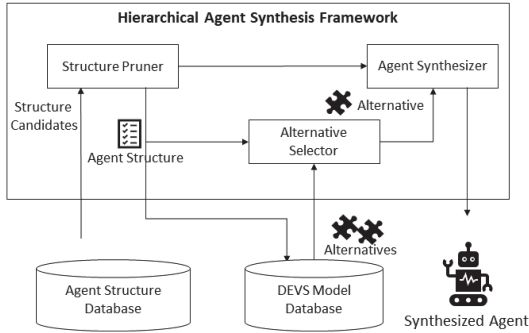 Hierarchical Agent Synthesis Framework
Structure Pruner
Agent Synthesizer
Structure
Candidates
Alternative
Agent Structure
Alternative
Selector
Alternatives
Agent Structure
Database
DEVS Model
Database
Synthesized Agent